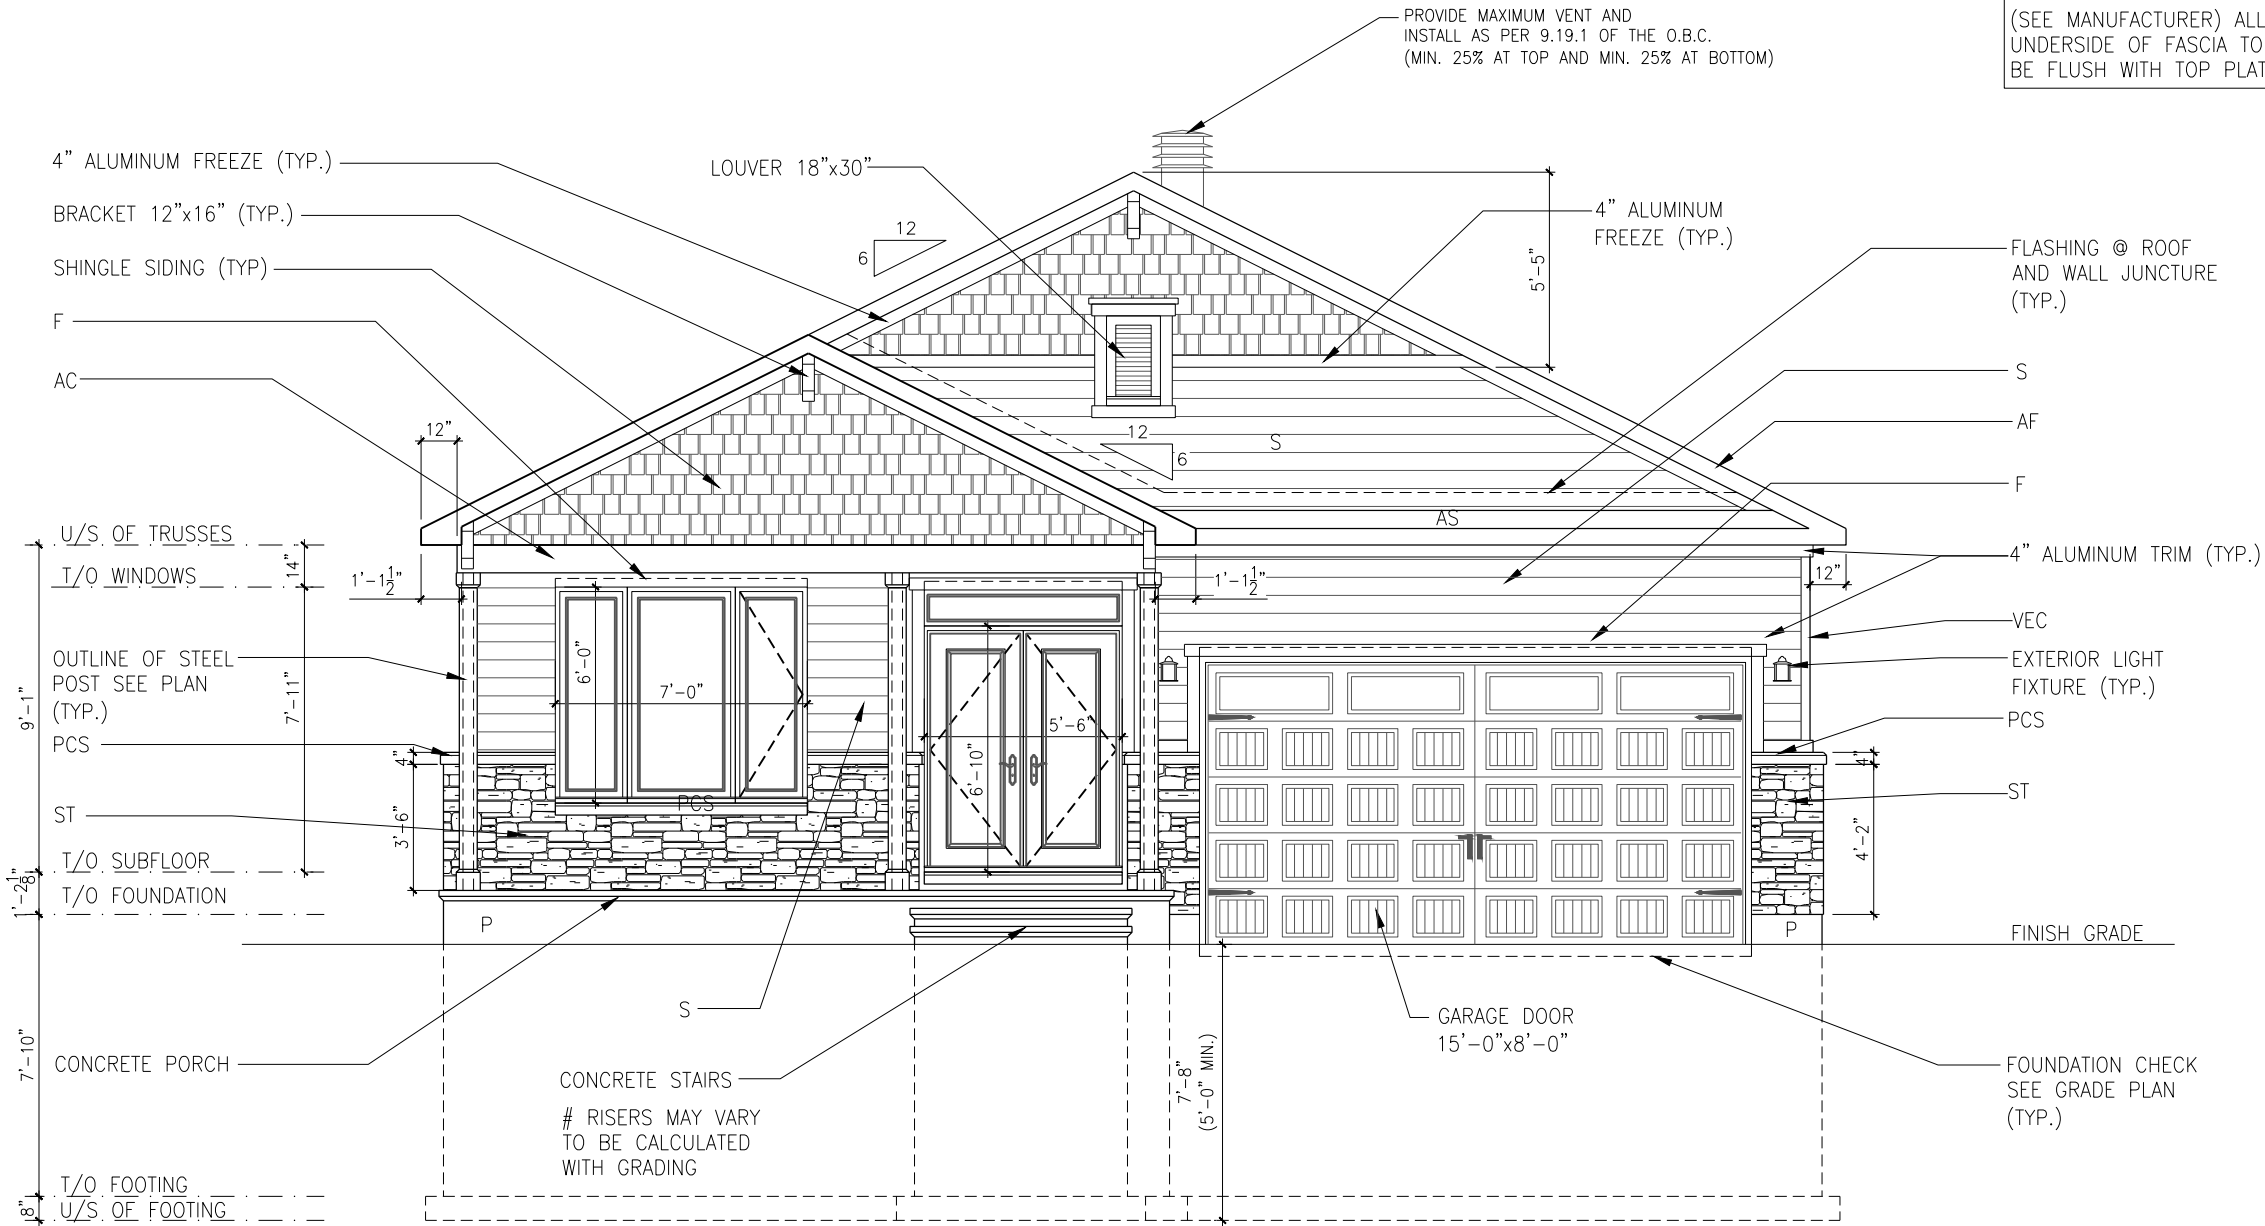 PROVIDE MAXIMUM VENT AND
INSTALL AS PER 9.19.1 OF THE O.B.C.
(MIN. 25% AT TOP AND MIN. 25% AT BOTTOM)
(SEE MANUFACTURER) ALL
UNDERSIDE OF FASCIA TO
BE FLUSH WITH TOP PLAT
4" ALUMINUM FREEZE (TYP.)
BRACKET 12"x16" (TYP.)
SHINGLE SIDING (TYP)
F
AC
LOUVER 18"x30"
12
6
5'-5"
4" ALUMINUM
FREEZE (TYP.)
FLASHING @ ROOF
AND WALL JUNCTURE
(TYP.)
S
AF
F
12"
12
6
S
AS
U/S OF TRUSSES
T/O WINDOWS
14"
1'-1½"
1'-1½"
4" ALUMINUM TRIM (TYP.)
12"
VEC
EXTERIOR LIGHT
FIXTURE (TYP.)
PCS
ST
OUTLINE OF STEEL
POST SEE PLAN
(TYP.)
PCS
ST
9'-1"
7'-11"
6'-0"
7'-0"
5'-6"
6'-10"
PCS
4"
3'-6"
4"
4'-2"
T/O SUBFLOOR
T/O FOUNDATION
1'-2⅛"
P
P
FINISH GRADE
S
GARAGE DOOR
15'-0"x8'-0"
CONCRETE PORCH
CONCRETE STAIRS
# RISERS MAY VARY
TO BE CALCULATED
WITH GRADING
7'-10"
7'-8"
(5'-0" MIN.)
FOUNDATION CHECK
SEE GRADE PLAN
(TYP.)
T/O FOOTING
U/S OF FOOTING
8"